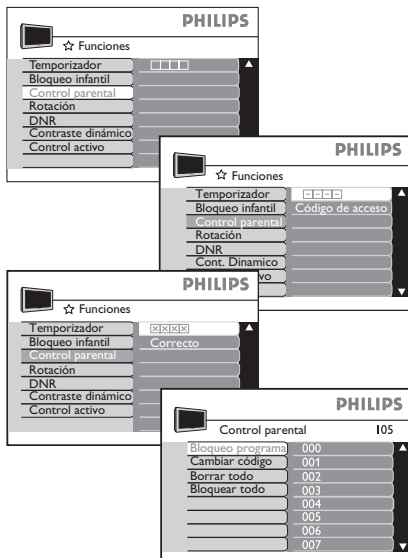 PHILIPS
☆ Funciones
Temporizador
Bloqueo infantil
Control parental
Rotación
DNR
Contraste dinámico
Control activo
PHILIPS
☆ Funciones
Temporizador - - - -
Bloqueo infantil Código de acceso
Control parental
Rotación
DNR
Cont. Dinamico
vo
PHILIPS
☆ Funciones
Temporizador XXXX
Bloqueo infantil Correcto
Control parental
Rotación
DNR
Contraste dinámico
Control activo
PHILIPS
Control parental 105
Bloqueo programa 000
Cambiar código 001
Borrar todo 002
Bloquear todo 003
004
005
006
007